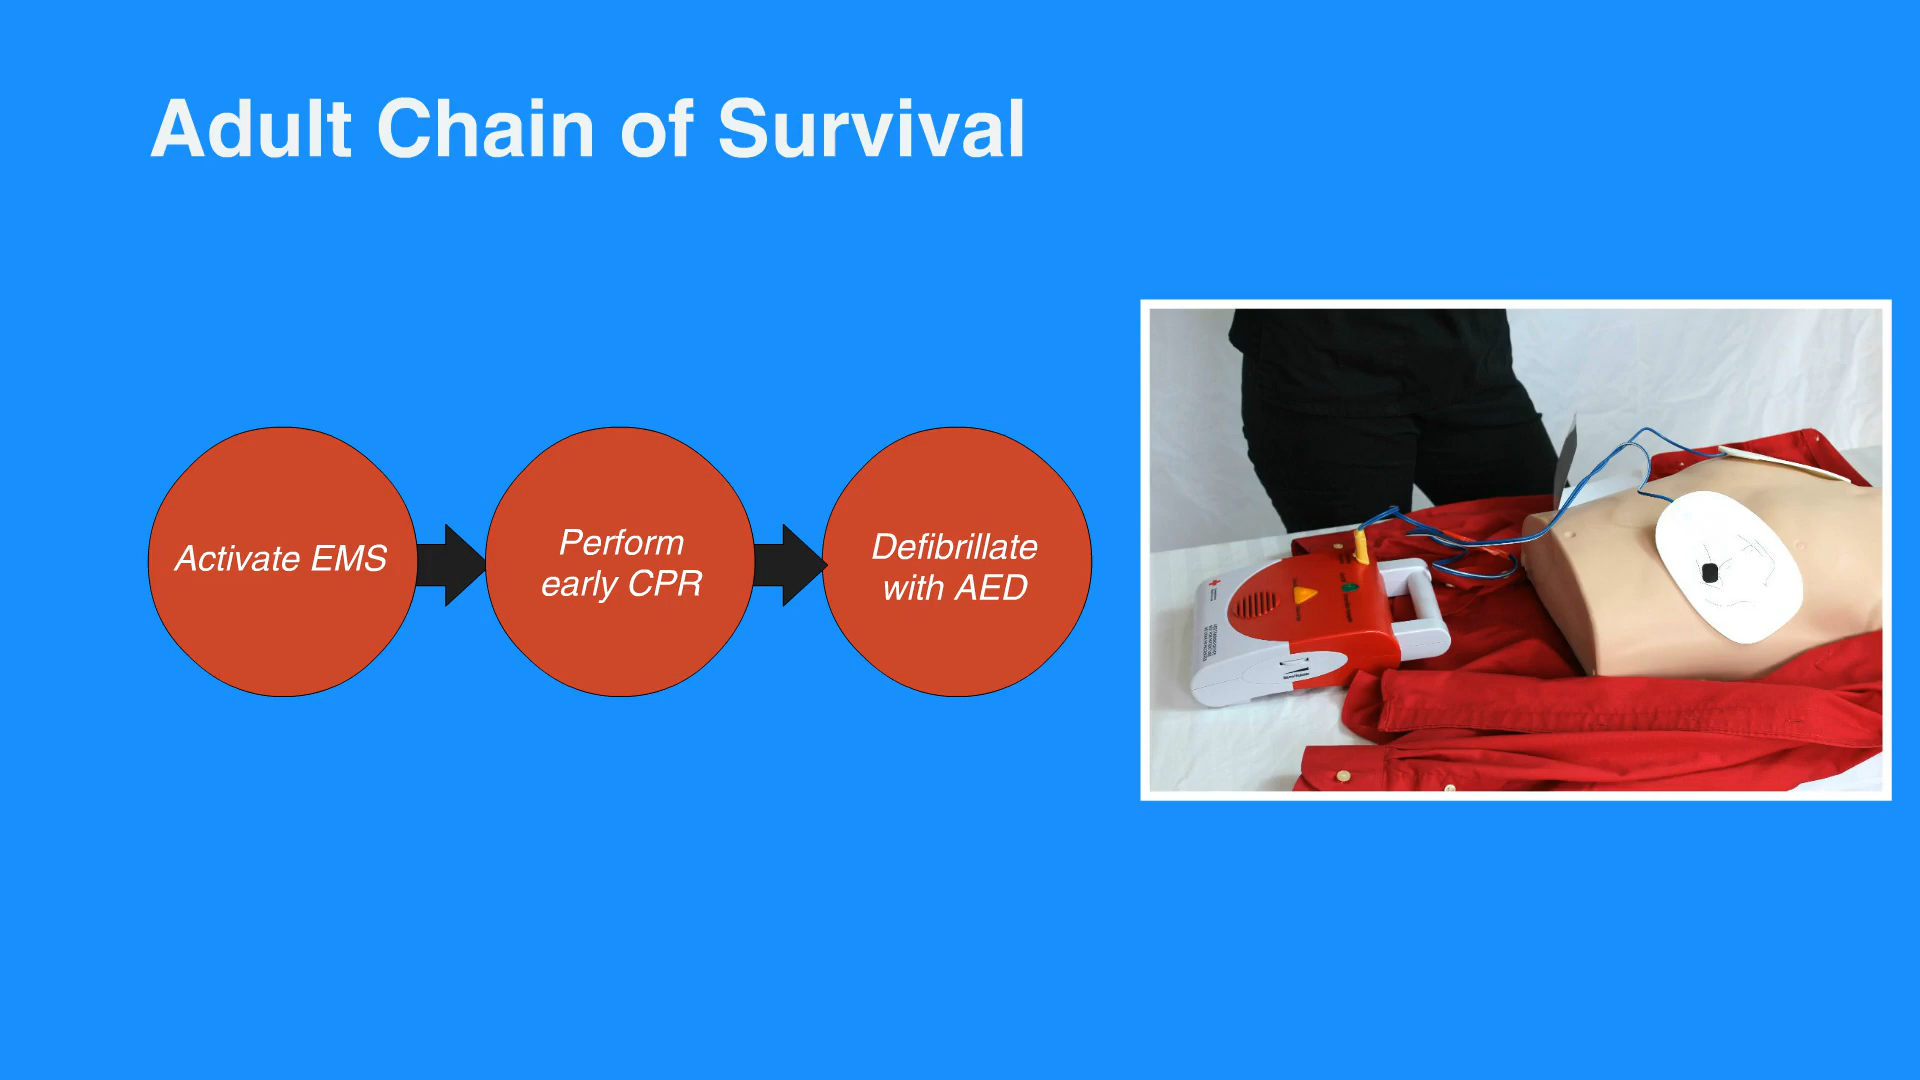 Adult Chain of Survival
Activate EMS
Perform
early CPR
Defibrillate
with AED